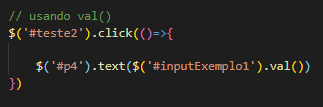 // usando val()
$('#teste2').click(()=>{
$('#p4').text($('#inputExemplo1').val())
})